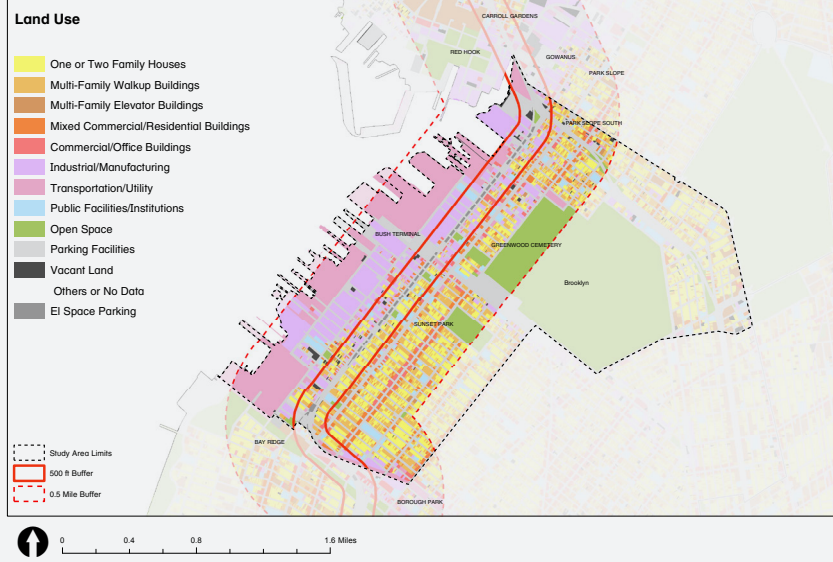 Land Use
One or Two Family Houses
Multi-Family Walkup Buildings
Multi-Family Elevator Buildings
Mixed Commercial/Residential Buildings
Commercial/Office Buildings
Industrial/Manufacturing
Transportation/Utility
Public Facilities/Institutions
Open Space
Parking Facilities
Vacant Land
Others or No Data
El Space Parking
CARROLL GARDENS
RED HOOK
GOWANUS
PARK SLOPE
PARK SLOPE SOUTH
BUSH TERMINAL
GREENWOOD CEMETERY
Brooklyn
SUNSET PARK
BAY RIDGE
BOROUGH PARK
Study Area Limits
500 ft Buffer
0.5 Mile Buffer
0 0.4 0.8 1.6 Miles